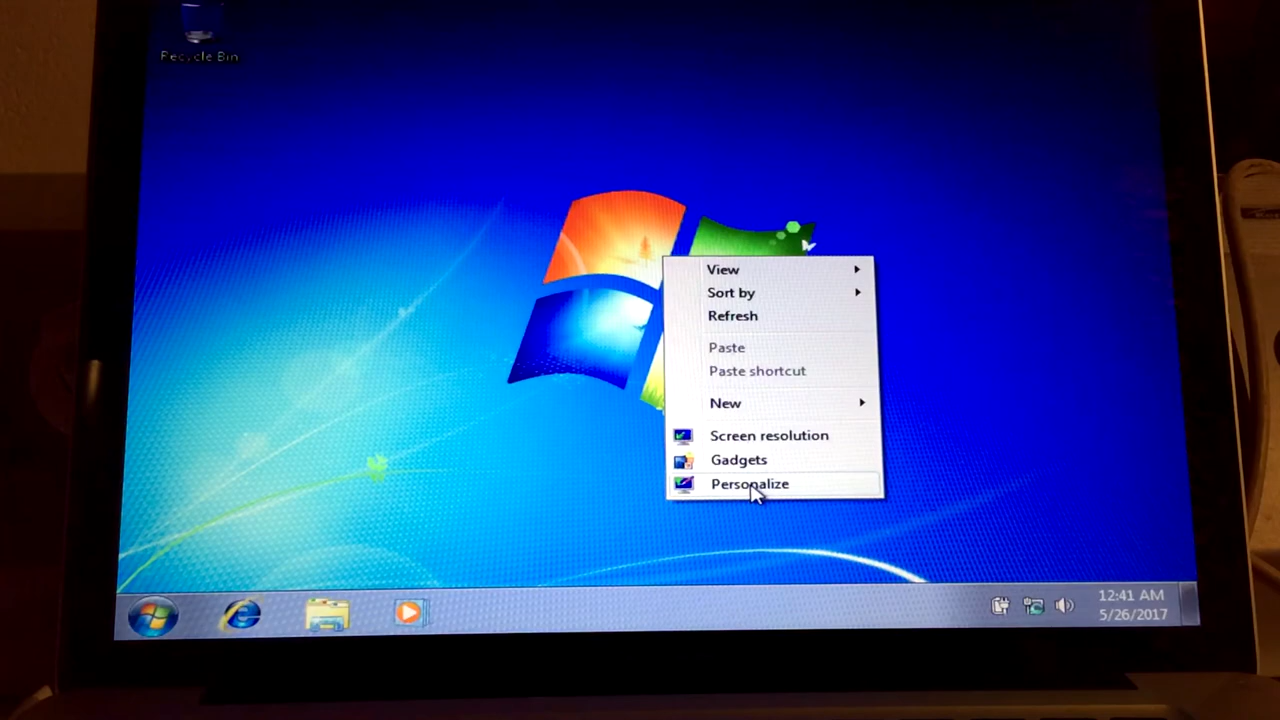 Recycle Bin
View
Sort by
Refresh
Paste
Paste shortcut
New
Screen resolution
Gadgets
Personalize
12:41 AM
5/26/2017